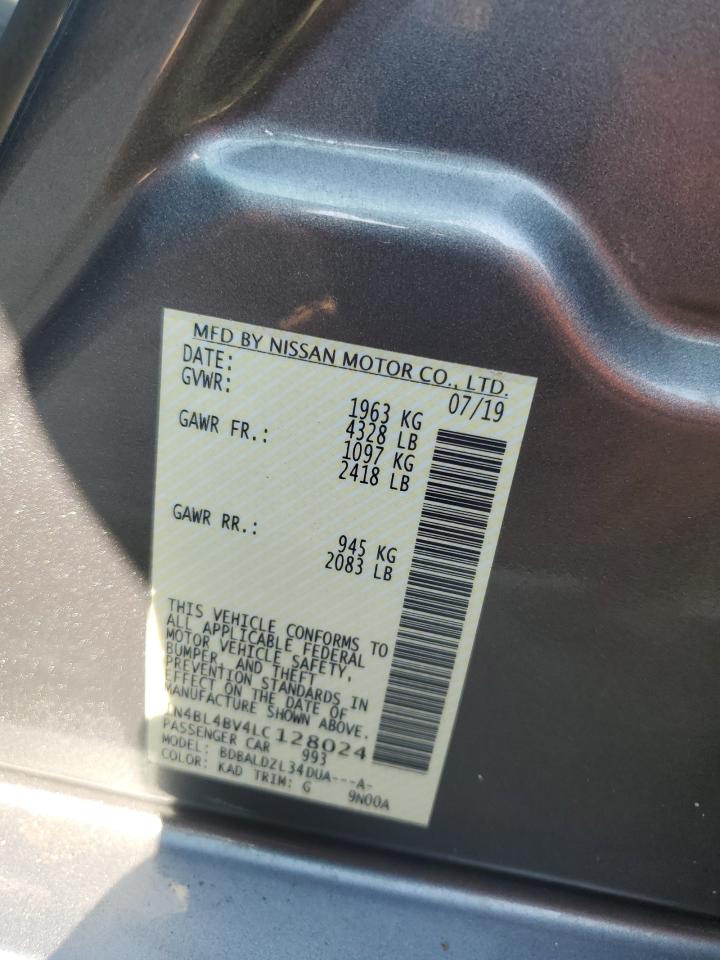 MFD BY NISSAN MOTOR CO., LTD.
DATE: 07/19
GVWR: 1963 KG
4328 LB
GAWR FR.: 1097 KG
2418 LB
GAWR RR.: 945 KG
2083 LB
THIS VEHICLE CONFORMS TO
ALL APPLICABLE FEDERAL
MOTOR VEHICLE SAFETY,
BUMPER, AND THEFT
PREVENTION STANDARDS IN
EFFECT ON THE DATE OF
MANUFACTURE SHOWN ABOVE.
1N4BL4BV4LC128024
PASSENGER CAR 993
MODEL: BDBALDZL34DUA---A-
COLOR: KAD TRIM: G 9N00A